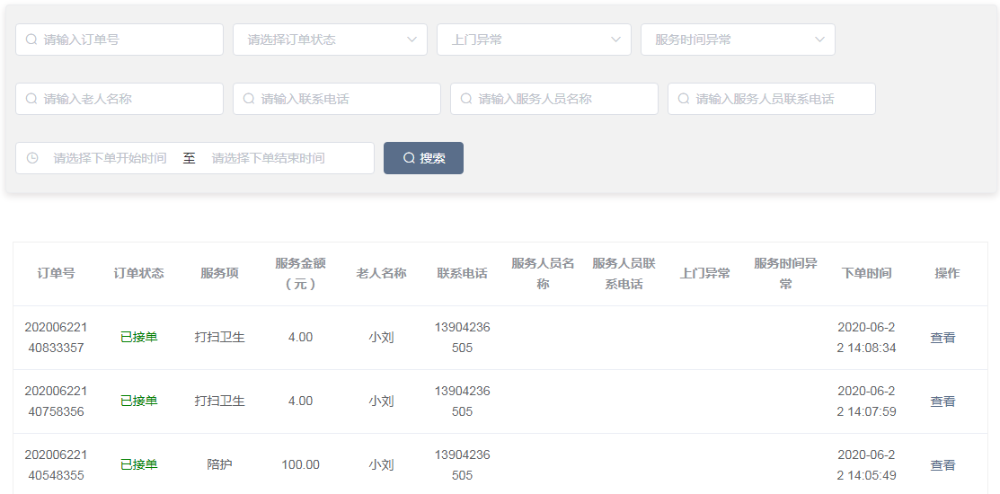 请输入订单号 请选择订单状态 上门异常 服务时间异常
请输入老人名称 请输入联系电话 请输入服务人员名称 请输入服务人员联系电话
请选择下单开始时间 至 请选择下单结束时间 搜索
订单号 订单状态 服务项 服务金额（元） 老人名称 联系电话 服务人员名称 服务人员联系电话 上门异常 服务时间异常 下单时间 操作
20200622140833357 已接单 打扫卫生 4.00 小刘 13904236505 2020-06-22 14:08:34 查看
20200622140758356 已接单 打扫卫生 4.00 小刘 13904236505 2020-06-22 14:07:59 查看
20200622140548355 已接单 陪护 100.00 小刘 13904236505 2020-06-22 14:05:49 查看